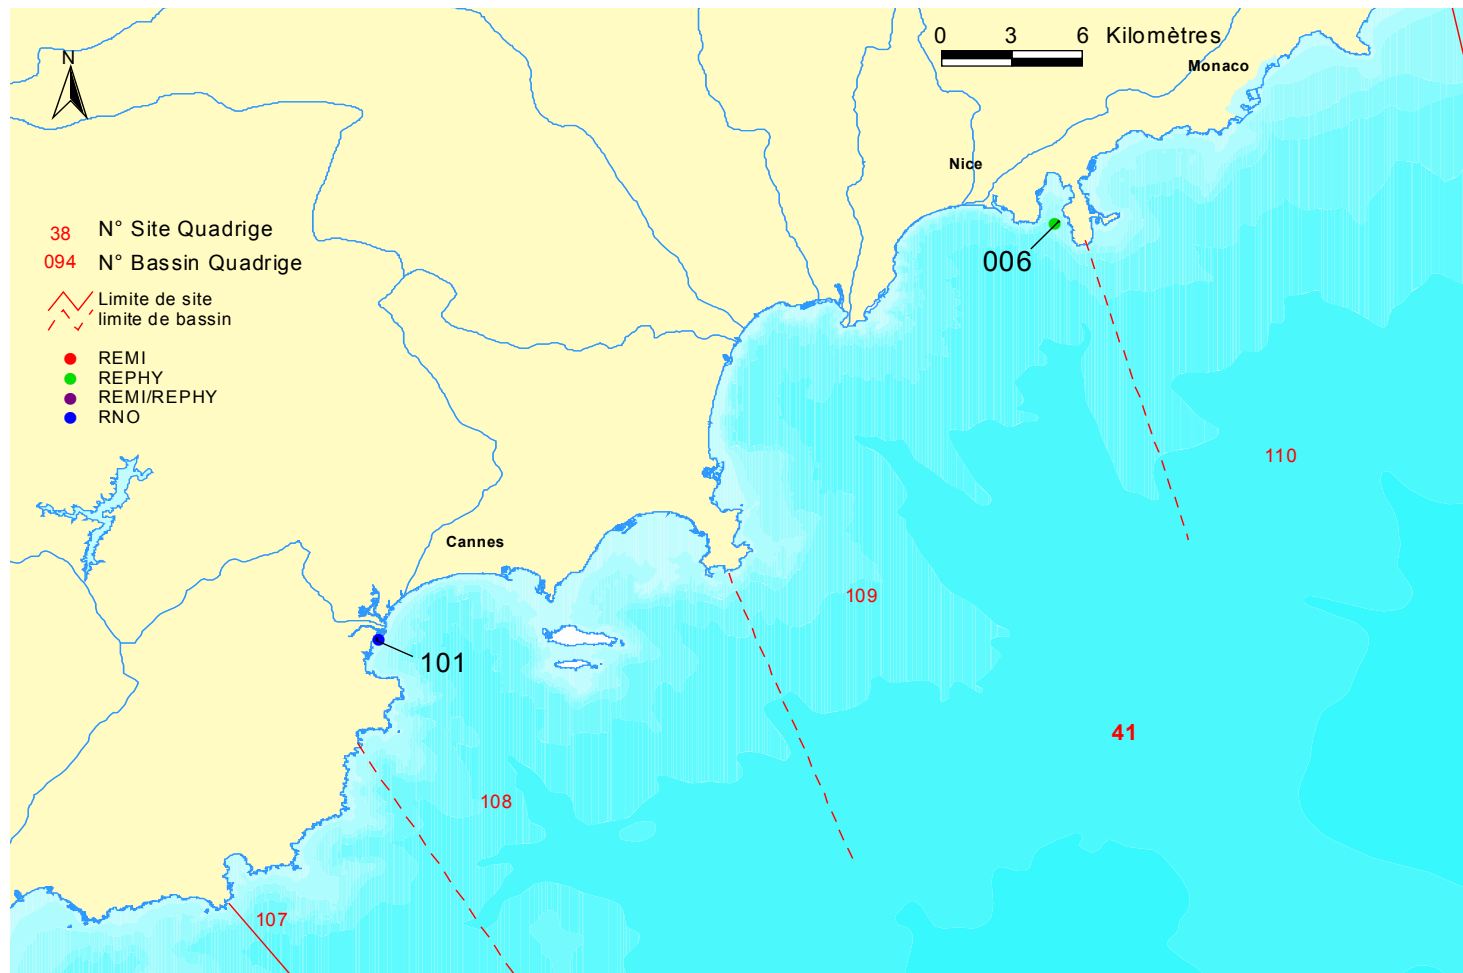 0 3 6 Kilomètres
Monaco
N
Nice
38 N° Site Quadrige
094 N° Bassin Quadrige
006
Limite de site
limite de bassin
REMI
REPHY
REMI/REPHY
RNO
110
Cannes
109
101
41
108
107